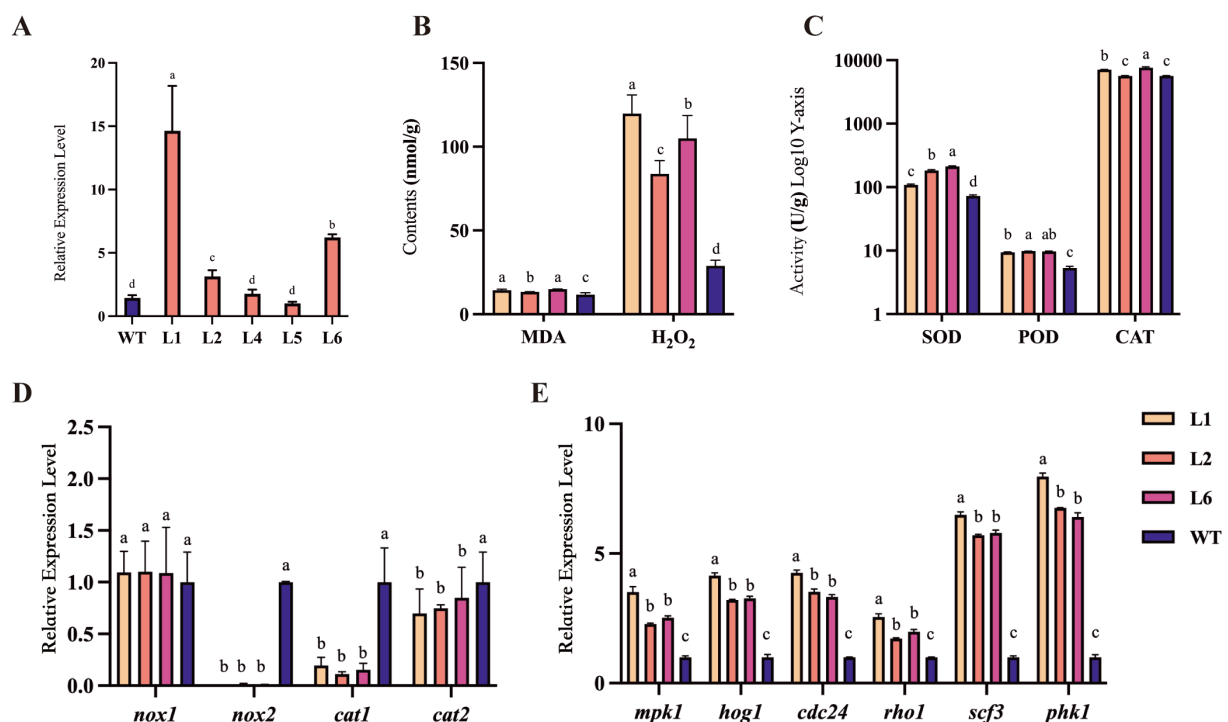 A
Relative Expression Level
20
15
10
5
0
d
a
c
d
d
b
WT L1 L2 L4 L5 L6
B
Contents (nmol/g)
150
100
50
0
a b a c
a c b d
MDA H₂O₂
C
Activity (U/g) Log10 Y-axis
10000
1000
100
10
1
c b a d
b a ab c
b c a c
SOD POD CAT
D
Relative Expression Level
2.5
2.0
1.5
1.0
0.5
0.0
a a a a
b b b a
b b b a
b b b a
nox1 nox2 cat1 cat2
E
Relative Expression Level
10
5
0
a b b c
a b b c
a b b c
a b b c
a b b c
a b b c
mpk1 hog1 cdc24 rho1 scf3 phk1
L1
L2
L6
WT